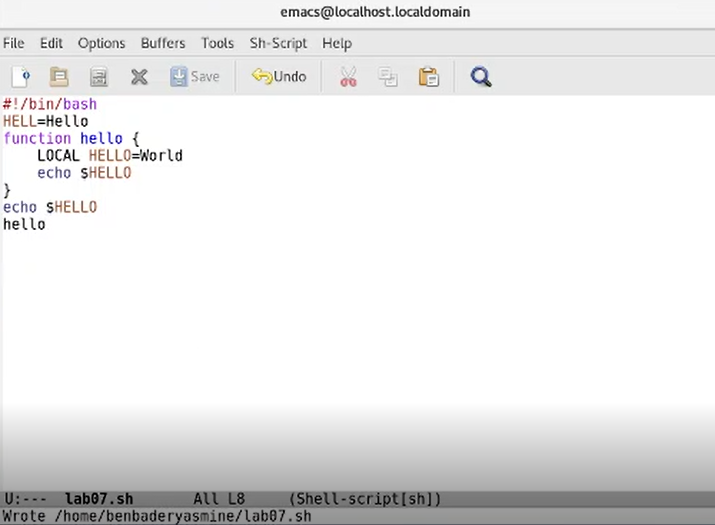 emacs@localhost.localdomain
File Edit Options Buffers Tools Sh-Script Help
Save Undo
#!/bin/bash
HELL=Hello
function hello {
    LOCAL HELLO=World
    echo $HELLO
}
echo $HELLO
hello
U:---  lab07.sh       All L8     (Shell-script[sh])
Wrote /home/benbaderyasmine/lab07.sh